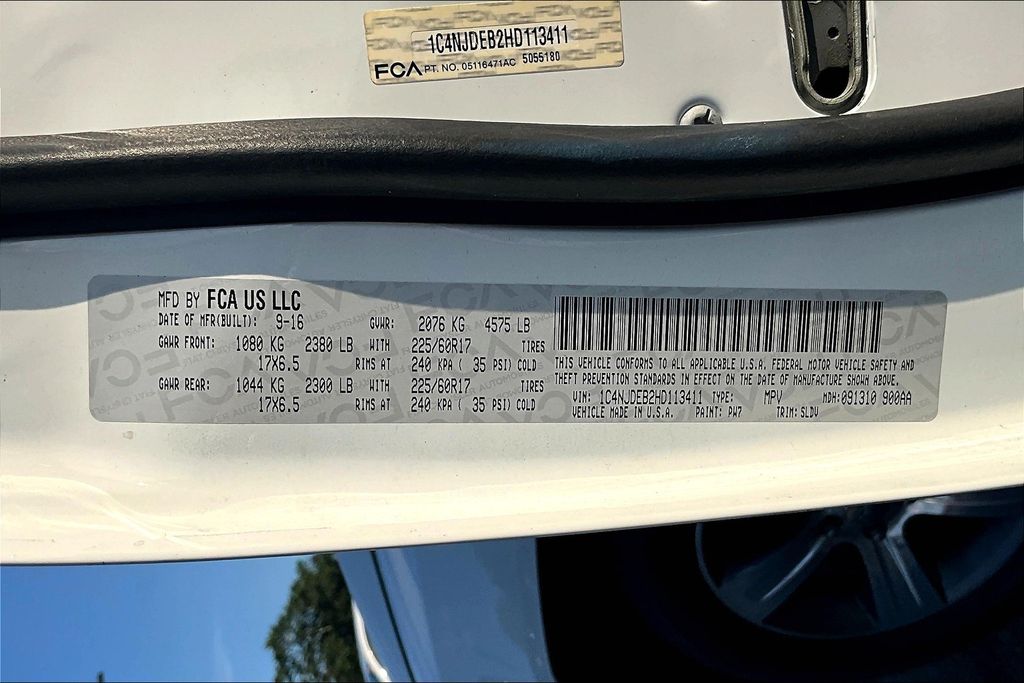 1C4NJDEB2HD113411
FCA PT. NO. 05116471AC 5055180
MFD BY FCA US LLC
DATE OF MFR(BUILT): 9-16 GVWR: 2076 KG 4575 LB
GAWR FRONT: 1080 KG 2380 LB WITH 225/60R17 TIRES
17X6.5 RIMS AT 240 KPA ( 35 PSI) COLD
GAWR REAR: 1044 KG 2300 LB WITH 225/60R17 TIRES
17X6.5 RIMS AT 240 KPA ( 35 PSI) COLD
THIS VEHICLE CONFORMS TO ALL APPLICABLE U.S.A. FEDERAL MOTOR VEHICLE SAFETY AND
THEFT PREVENTION STANDARDS IN EFFECT ON THE DATE OF MANUFACTURE SHOWN ABOVE.
VIN: 1C4NJDEB2HD113411 TYPE: MPV MDH:091310 900AA
VEHICLE MADE IN U.S.A. PAINT: PW7 TRIM: SLDV